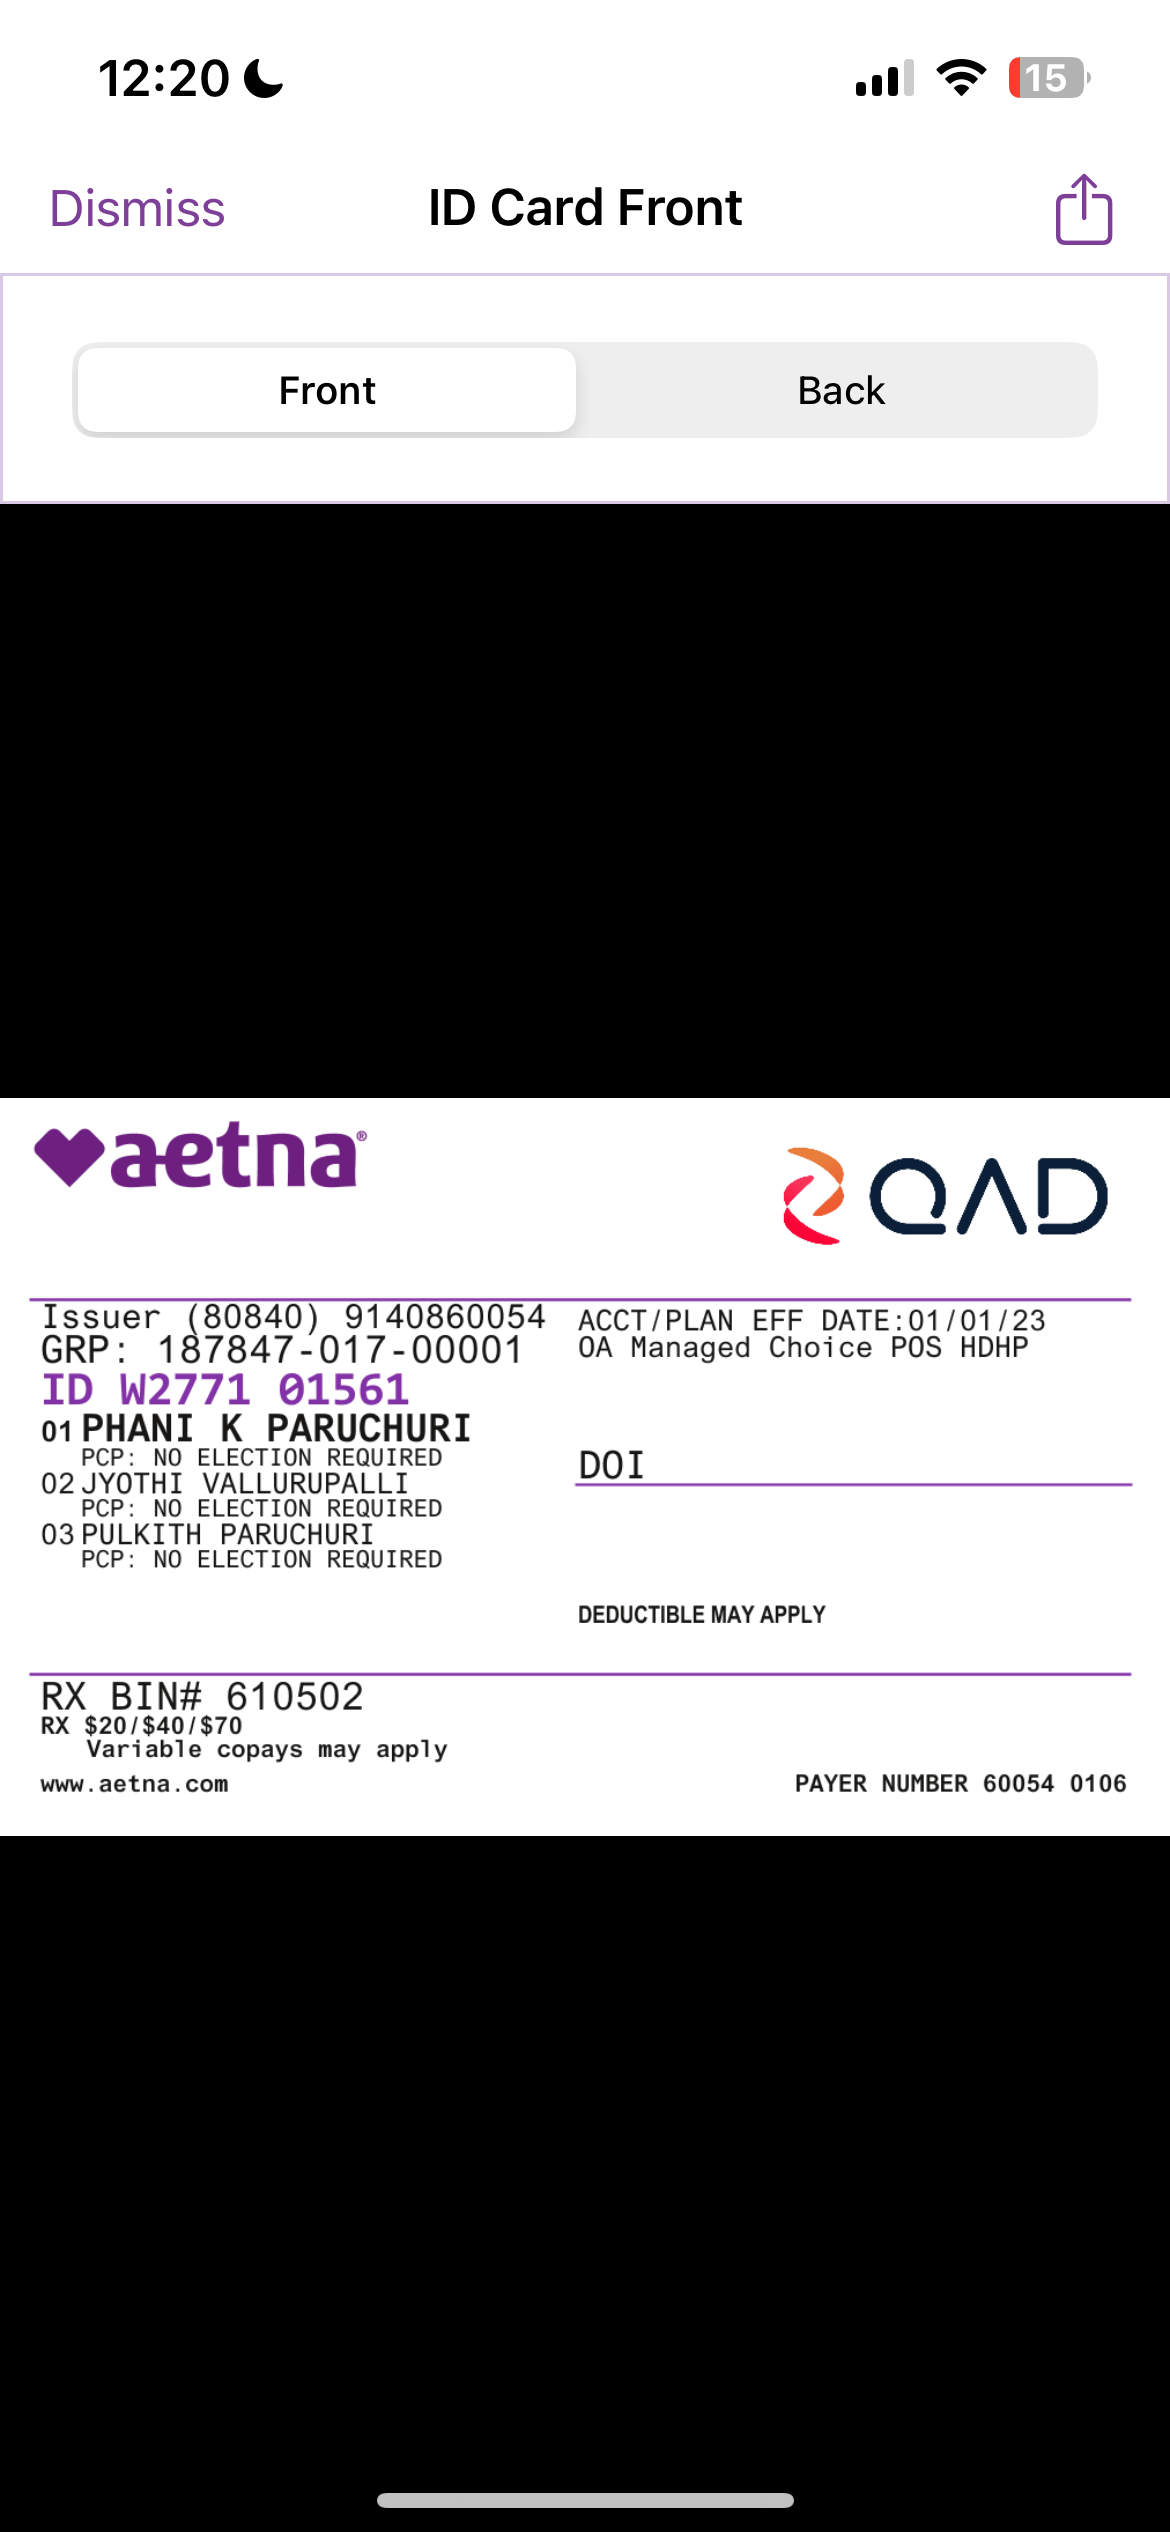 12:20
15
Dismiss
ID Card Front
Front
Back
aetna®
QAD
Issuer (80840) 9140860054
GRP: 187847-017-00001
ID W2771 01561
01 PHANI K PARUCHURI
PCP: NO ELECTION REQUIRED
02 JYOTHI VALLURUPALLI
PCP: NO ELECTION REQUIRED
03 PULKITH PARUCHURI
PCP: NO ELECTION REQUIRED
ACCT/PLAN EFF DATE:01/01/23
OA Managed Choice POS HDHP
DOI
DEDUCTIBLE MAY APPLY
RX BIN# 610502
RX $20/$40/$70
Variable copays may apply
www.aetna.com
PAYER NUMBER 60054 0106